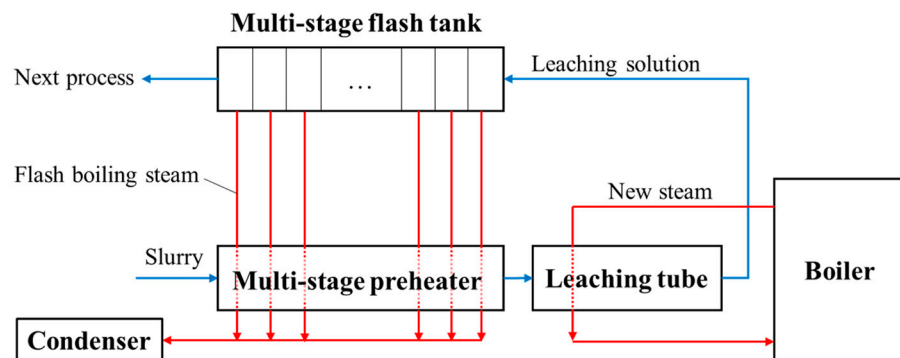 Multi-stage flash tank
Next process
Leaching solution
...
Flash boiling steam
New steam
Slurry
Multi-stage preheater
Leaching tube
Boiler
Condenser